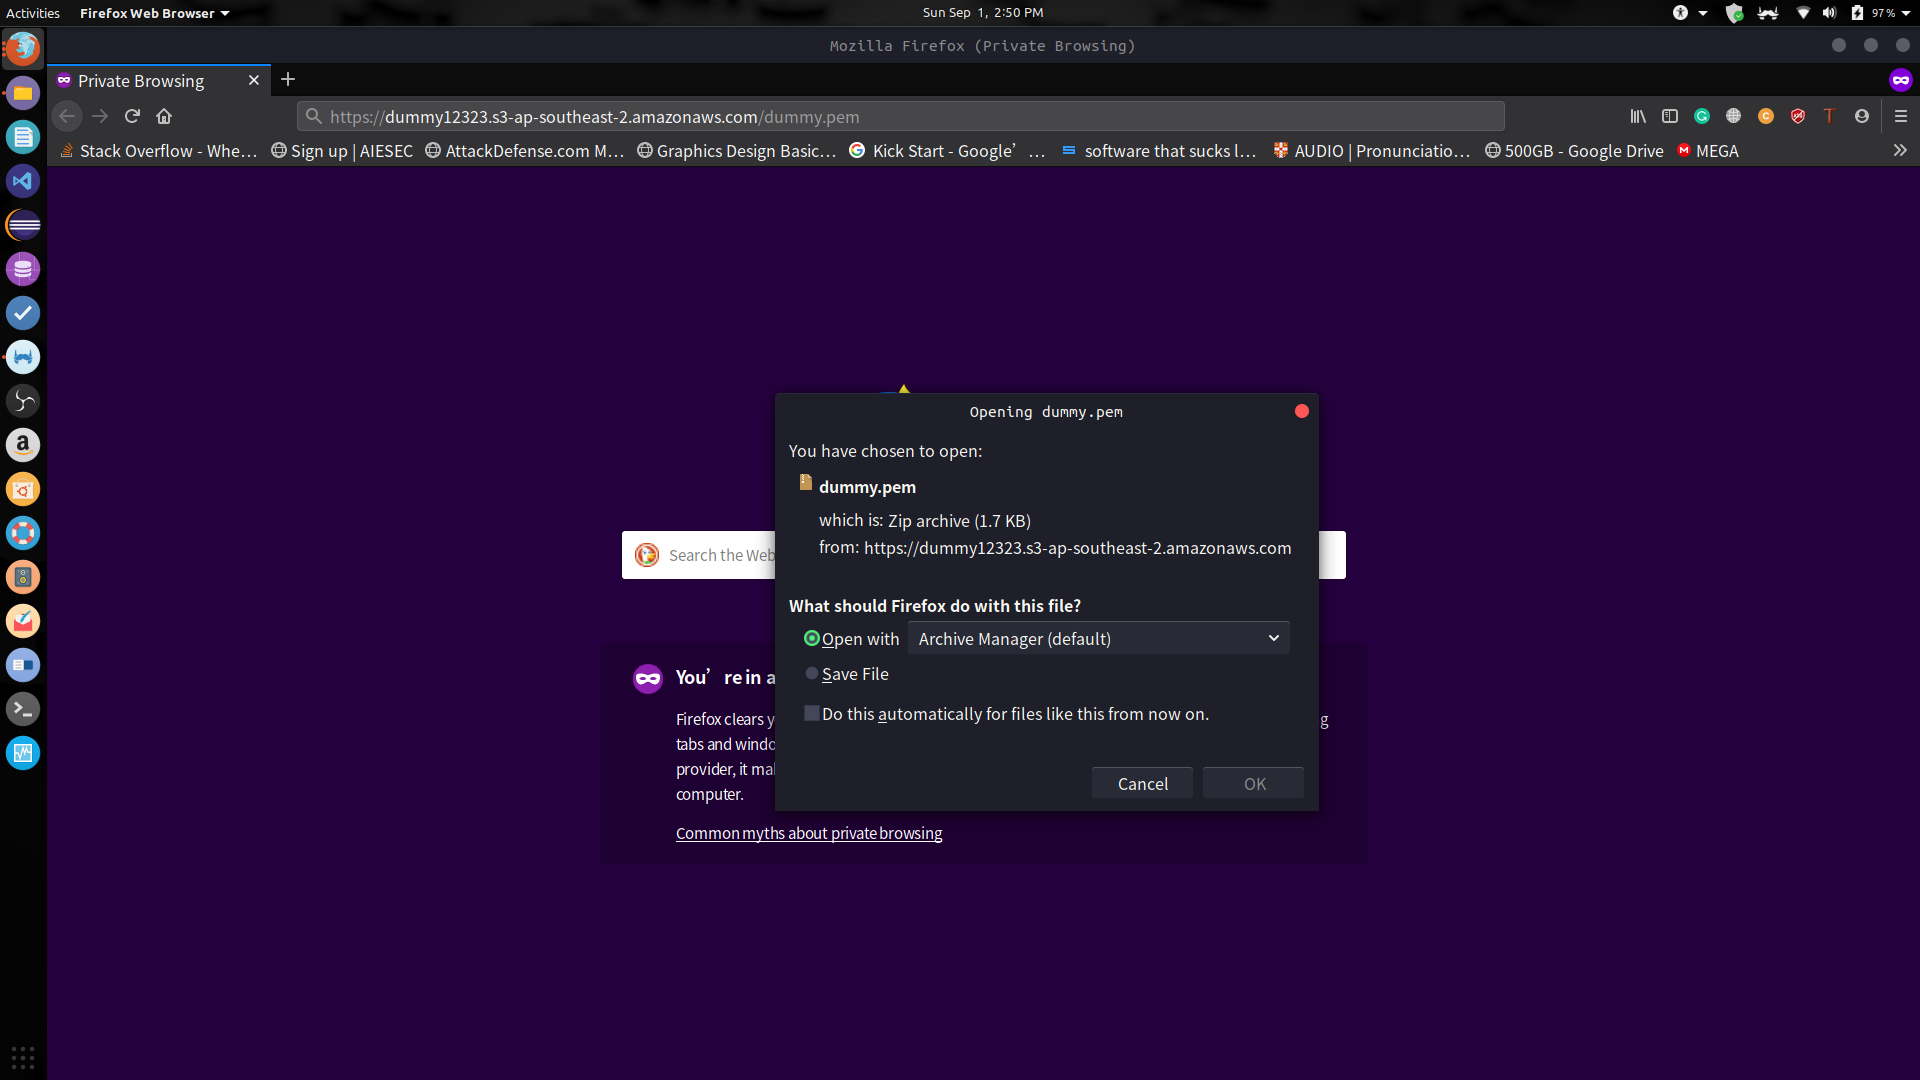 Activities Firefox Web Browser Sun Sep 1, 2:50 PM 97 %
Mozilla Firefox (Private Browsing)
Private Browsing
https://dummy12323.s3-ap-southeast-2.amazonaws.com/dummy.pem
Stack Overflow - Whe… Sign up | AIESEC AttackDefense.com M… Graphics Design Basic… Kick Start - Google’ … software that sucks l… AUDIO | Pronunciatio… 500GB - Google Drive MEGA
Opening dummy.pem
You have chosen to open:
dummy.pem
which is: Zip archive (1.7 KB)
from: https://dummy12323.s3-ap-southeast-2.amazonaws.com
What should Firefox do with this file?
Open with Archive Manager (default)
Save File
Do this automatically for files like this from now on.
Cancel OK
Search the Web
You’ re in a
Firefox clears
tabs and
provider, it
computer.
Common myths about private browsing